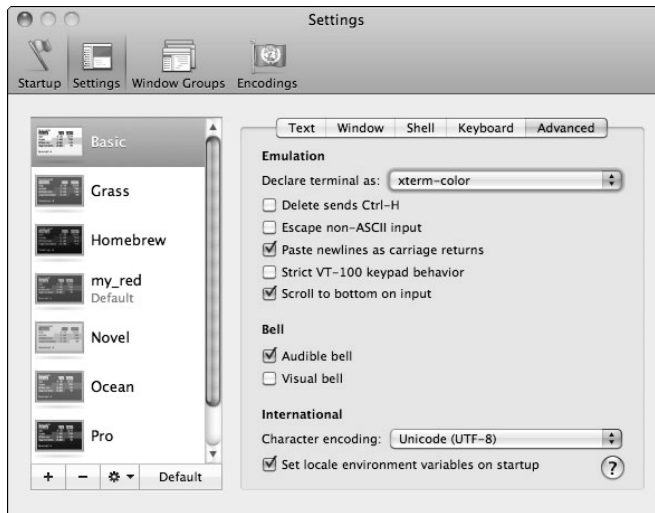 Settings
Startup Settings Window Groups Encodings
Basic
Grass
Homebrew
my_red
Default
Novel
Ocean
Pro
+ − Default
Text Window Shell Keyboard Advanced
Emulation
Declare terminal as: xterm-color
Delete sends Ctrl-H
Escape non-ASCII input
Paste newlines as carriage returns
Strict VT-100 keypad behavior
Scroll to bottom on input
Bell
Audible bell
Visual bell
International
Character encoding: Unicode (UTF-8)
Set locale environment variables on startup
?